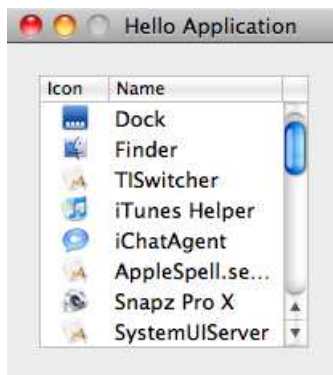 Hello Application
Icon Name
Dock
Finder
TISwitcher
iTunes Helper
iChatAgent
AppleSpell.se...
Snapz Pro X
SystemUIServer